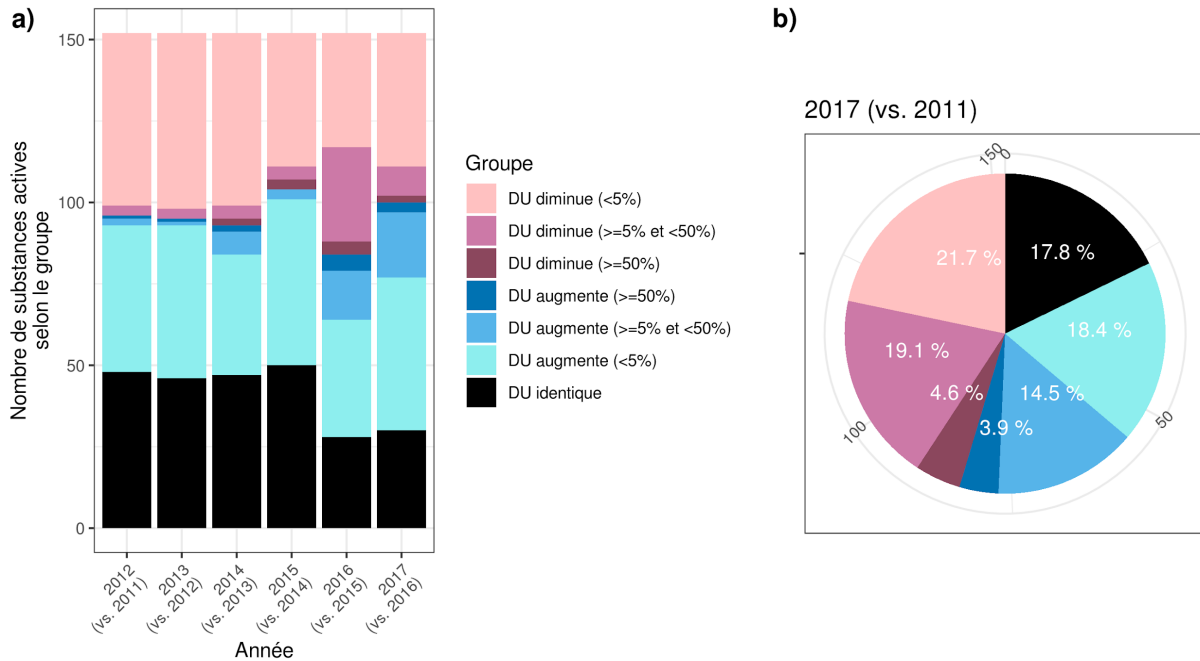 a)
150
100
50
0
Nombre de substances actives
selon le groupe
2012
(vs. 2011)
2013
(vs. 2012)
2014
(vs. 2013)
2015
(vs. 2014)
2016
(vs. 2015)
2017
(vs. 2016)
Année
Groupe
DU diminue (<5%)
DU diminue (>=5% et <50%)
DU diminue (>=50%)
DU augmente (>=50%)
DU augmente (>=5% et <50%)
DU augmente (<5%)
DU identique
b)
2017 (vs. 2011)
150
0
21.7 %
17.8 %
18.4 %
19.1 %
4.6 %
14.5 %
3.9 %
100
50